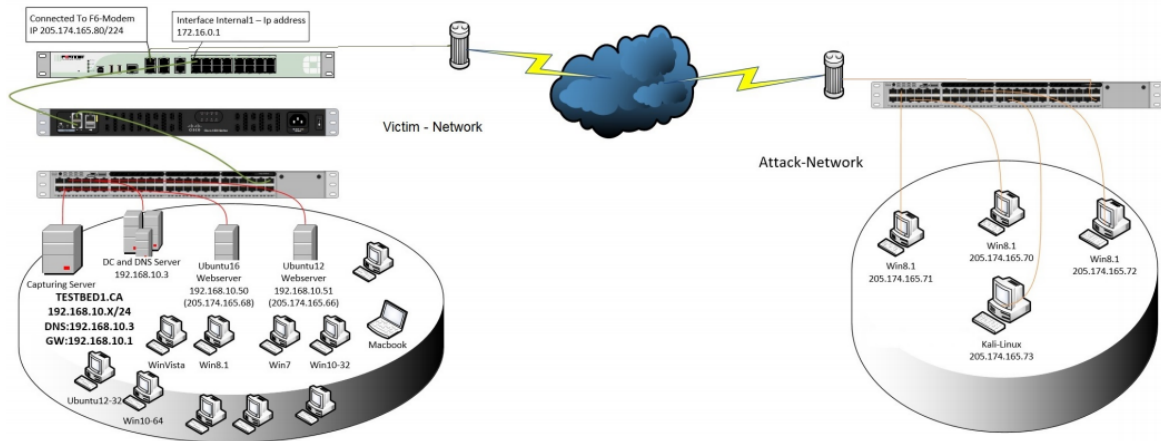 Connected To F6-Modem
IP 205.174.165.80/224
Interface Internal1 – Ip address
172.16.0.1
Victim - Network
Attack-Network
Capturing Server
DC and DNS Server
192.168.10.3
Ubuntu16
Webserver
192.168.10.50
(205.174.165.68)
Ubuntu12
Webserver
192.168.10.51
(205.174.165.66)
TESTBED1.CA
192.168.10.X/24
DNS:192.168.10.3
GW:192.168.10.1
WinVista
Win8.1
Win7
Win10-32
Macbook
Ubuntu12-32
Win10-64
Win8.1
205.174.165.71
Win8.1
205.174.165.70
Win8.1
205.174.165.72
Kali-Linux
205.174.165.73